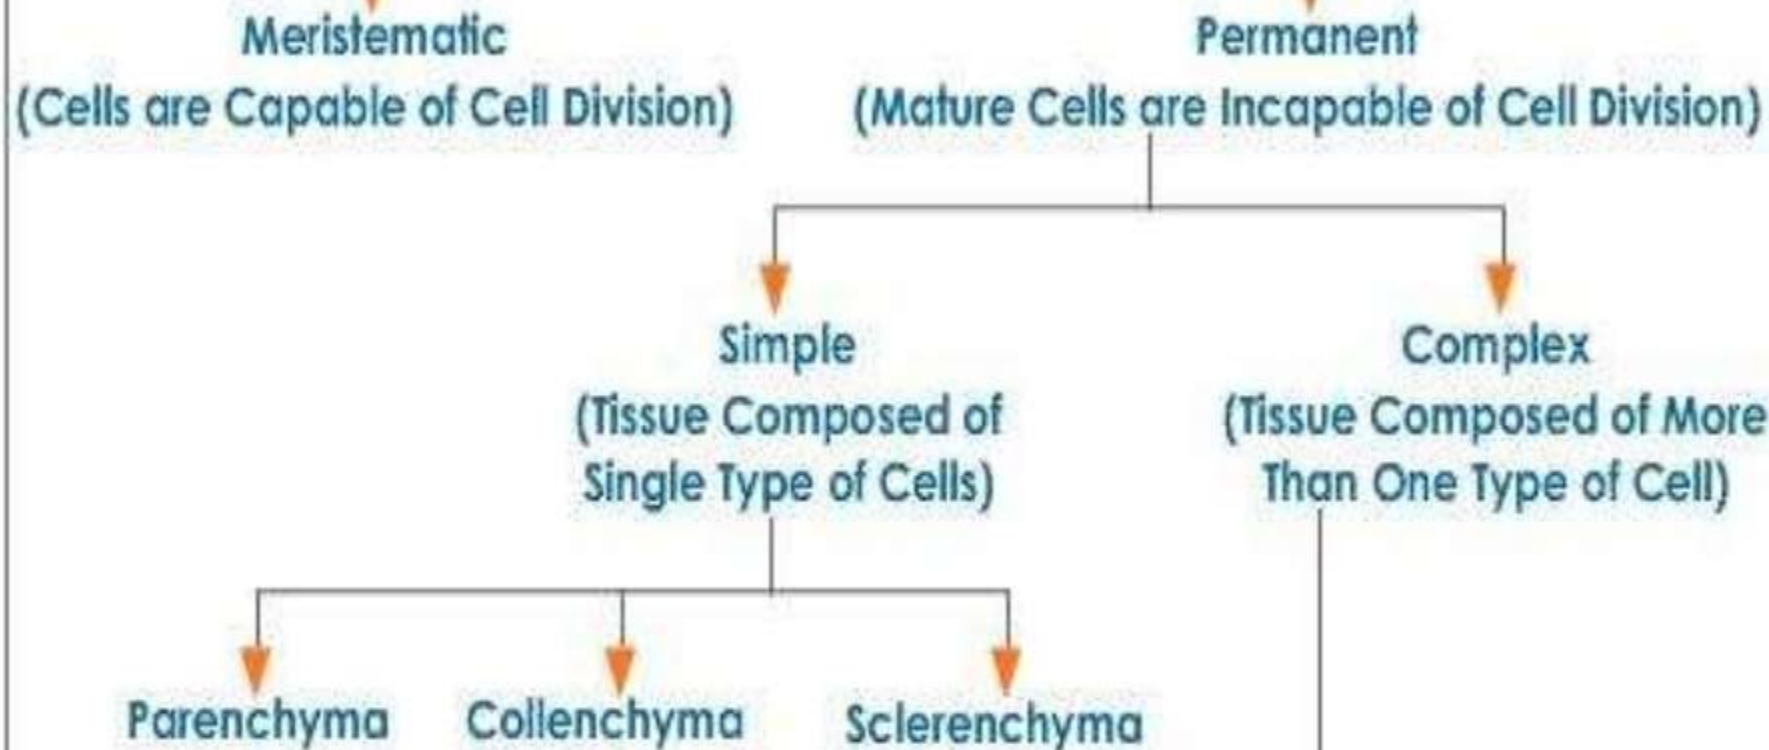 Meristematic
(Cells are Capable of Cell Division)
Permanent
(Mature Cells are Incapable of Cell Division)
Simple
(Tissue Composed of
Single Type of Cells)
Complex
(Tissue Composed of More
Than One Type of Cell)
Parenchyma
Collenchyma
Sclerenchyma